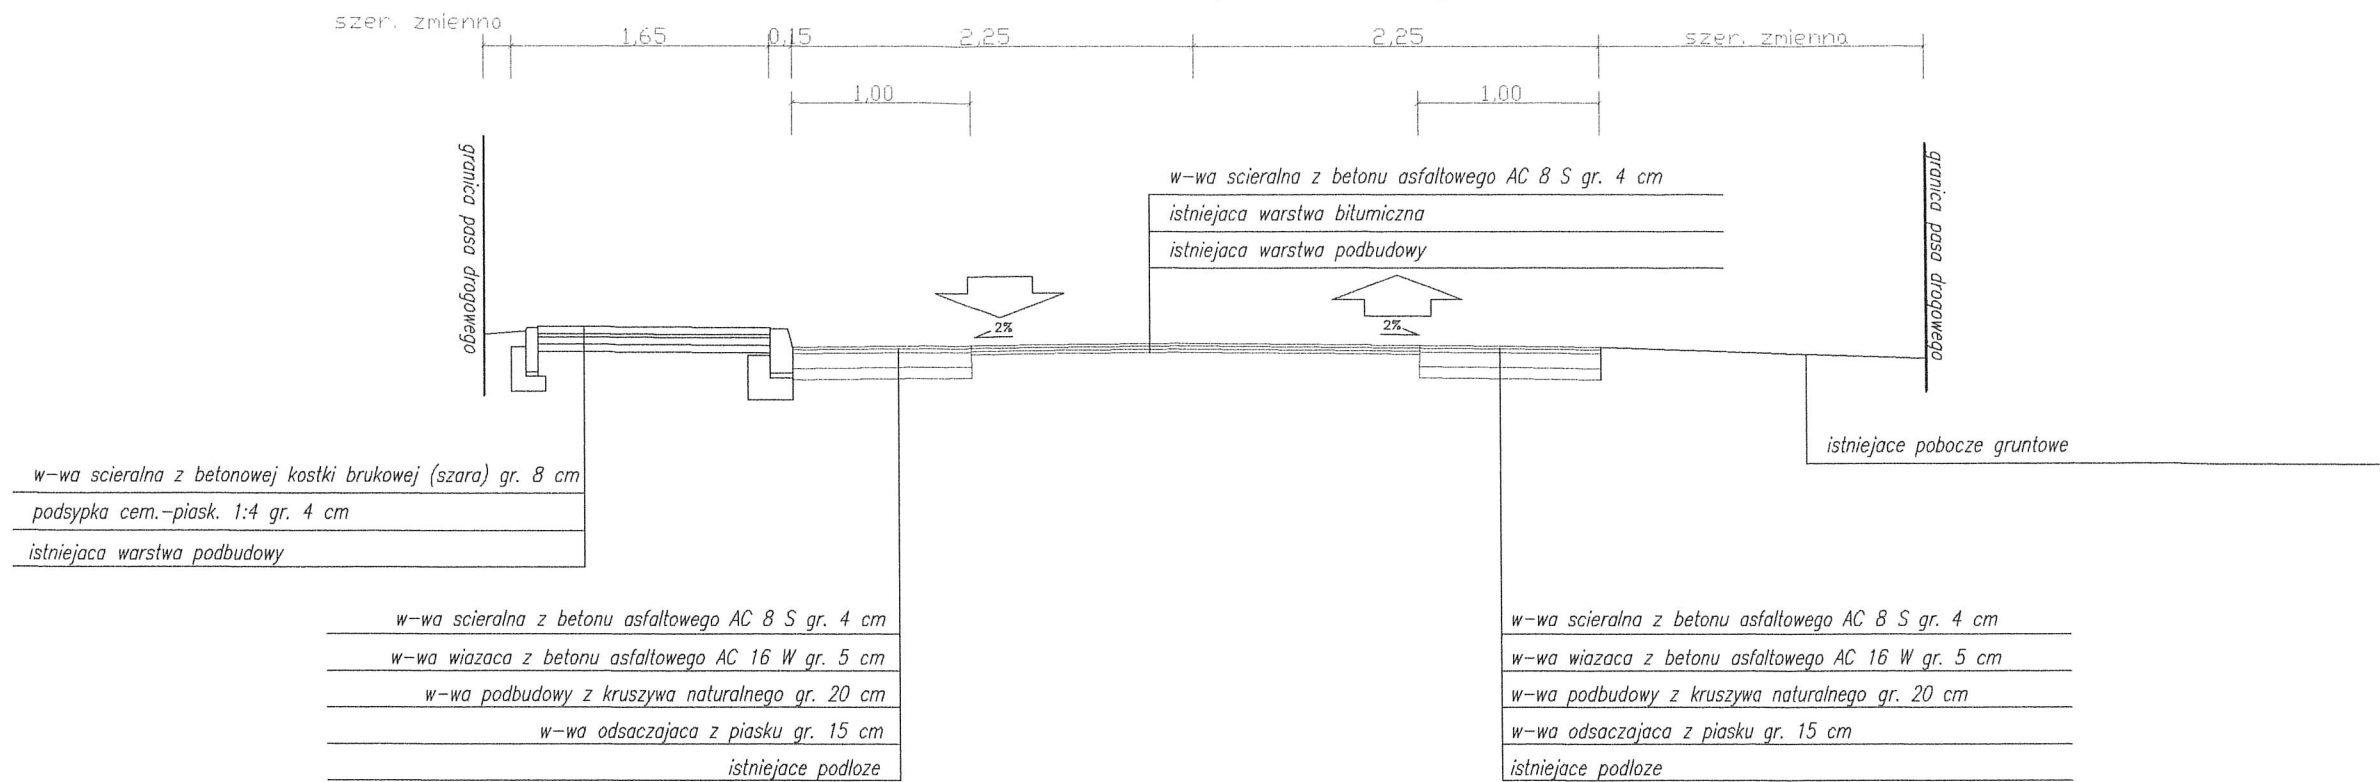 szer. zmienna
1,65
0,15
2,25
2,25
szer. zmienna
1,00
1,00
granica pasa drogowego
granica pasa drogowego
w-wa scieralna z betonu asfaltowego AC 8 S gr. 4 cm
istniejaca warstwa bitumiczna
istniejaca warstwa podbudowy
2%
2%
istniejace pobocze gruntowe
w-wa scieralna z betonowej kostki brukowej (szara) gr. 8 cm
podsypka cem.-piask. 1:4 gr. 4 cm
istniejaca warstwa podbudowy
w-wa scieralna z betonu asfaltowego AC 8 S gr. 4 cm
w-wa wiazaca z betonu asfaltowego AC 16 W gr. 5 cm
w-wa podbudowy z kruszywa naturalnego gr. 20 cm
w-wa odsaczajaca z piasku gr. 15 cm
istniejace podloze
w-wa scieralna z betonu asfaltowego AC 8 S gr. 4 cm
w-wa wiazaca z betonu asfaltowego AC 16 W gr. 5 cm
w-wa podbudowy z kruszywa naturalnego gr. 20 cm
w-wa odsaczajaca z piasku gr. 15 cm
istniejace podloze